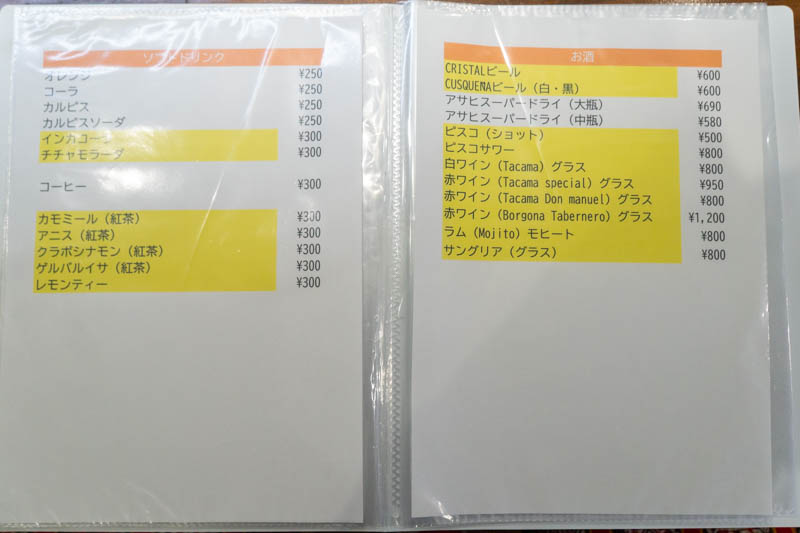 ソフトドリンク
オレンジ ¥250
コーラ ¥250
カルピス ¥250
カルピスソーダ ¥250
インカコーラ ¥300
チチャモラーダ ¥300
コーヒー ¥300
カモミール（紅茶） ¥300
アニス（紅茶） ¥300
クラボシナモン（紅茶） ¥300
ゲルバルイサ（紅茶） ¥300
レモンティー ¥300
お酒
CRISTALビール ¥600
CUSQUEÑAビール（白・黒） ¥600
アサヒスーパードライ（大瓶） ¥690
アサヒスーパードライ（中瓶） ¥580
ピスコ（ショット） ¥500
ピスコサワー ¥800
白ワイン（Tacama）グラス ¥800
赤ワイン（Tacama special）グラス ¥950
赤ワイン（Tacama Don manuel）グラス ¥800
赤ワイン（Borgona Tabernero）グラス ¥1,200
ラム（Mojito）モヒート ¥800
サングリア（グラス） ¥800